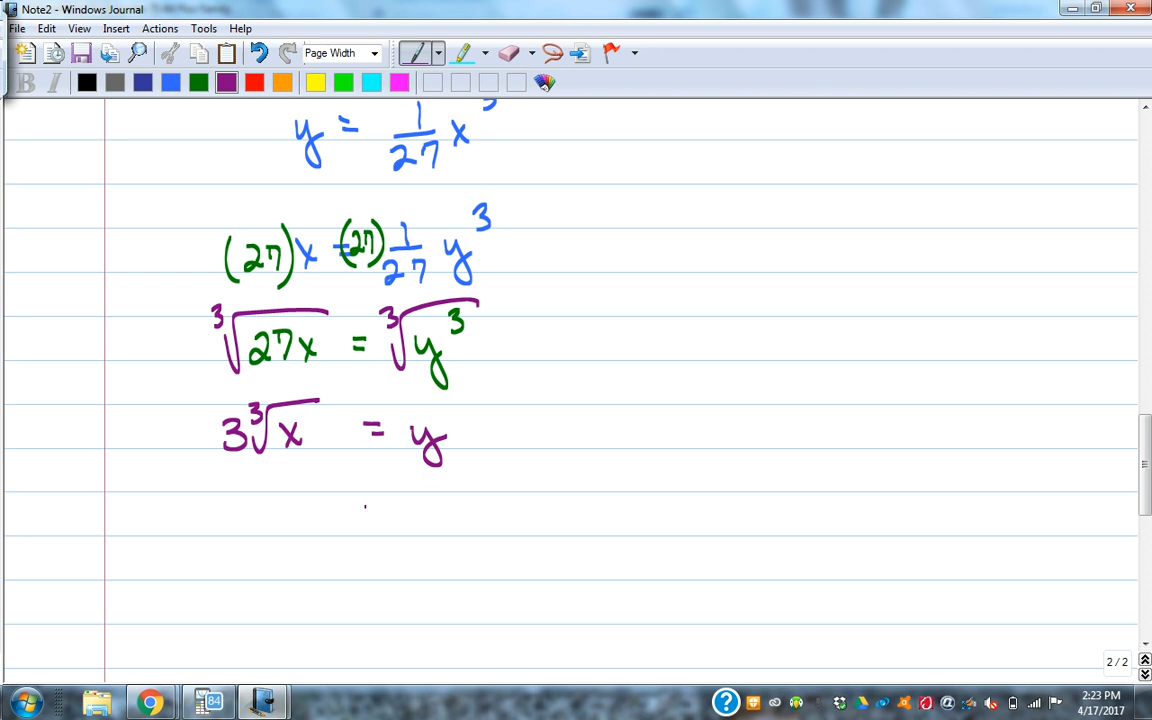 Note2 - Windows Journal
File Edit View Insert Actions Tools Help
Page Width
B I
y = 1/27 x³
(27)x = (27) 1/27 y³
∛27x = ∛y³
3∛x = y
2 / 2
84
2:23 PM
4/17/2017